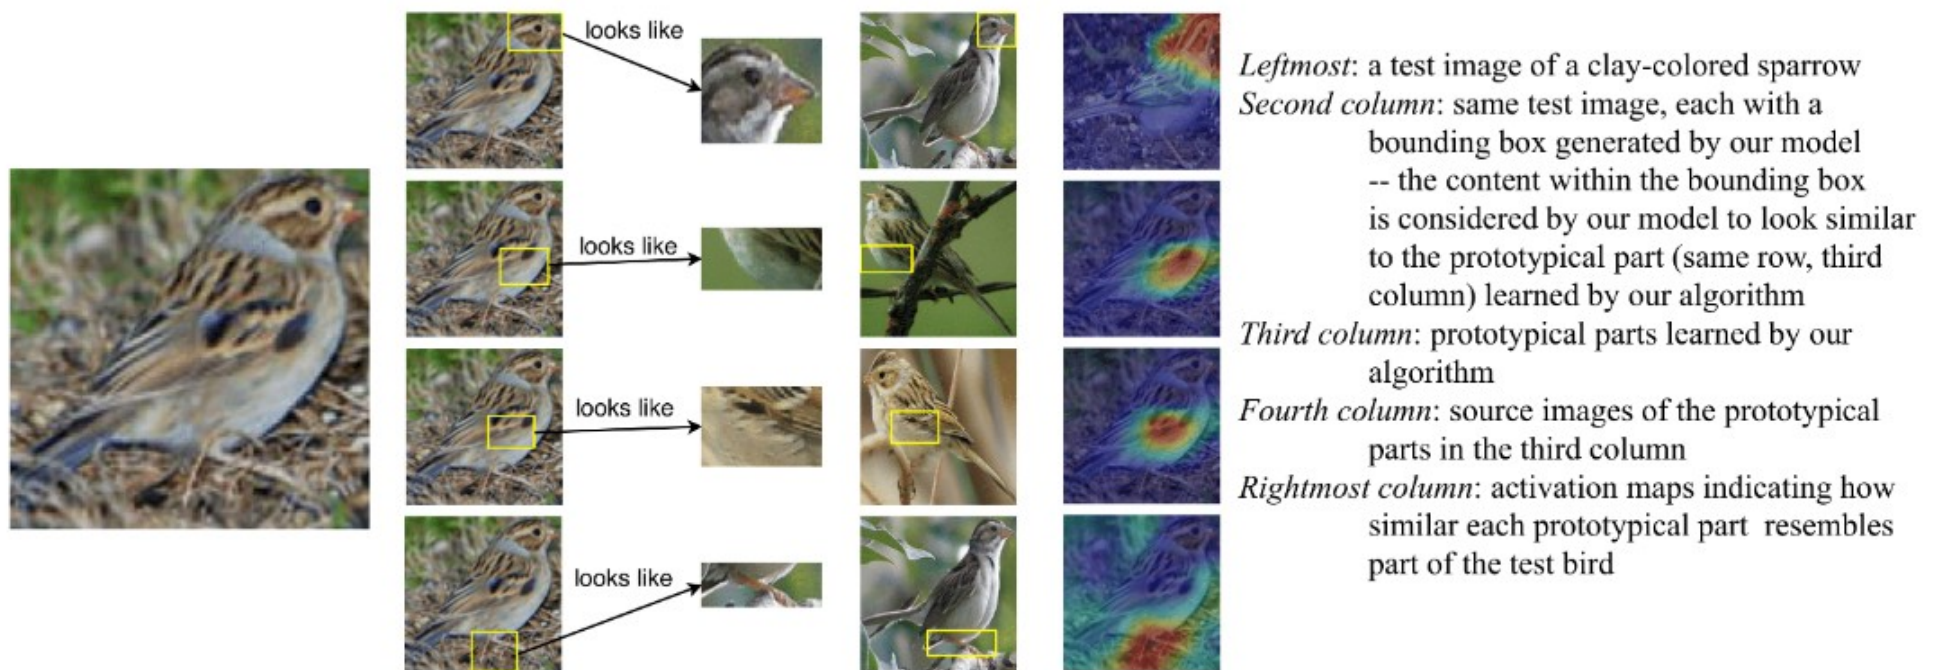 looks like
looks like
looks like
looks like
Leftmost: a test image of a clay-colored sparrow
Second column: same test image, each with a
bounding box generated by our model
-- the content within the bounding box
is considered by our model to look similar
to the prototypical part (same row, third
column) learned by our algorithm
Third column: prototypical parts learned by our
algorithm
Fourth column: source images of the prototypical
parts in the third column
Rightmost column: activation maps indicating how
similar each prototypical part resembles
part of the test bird